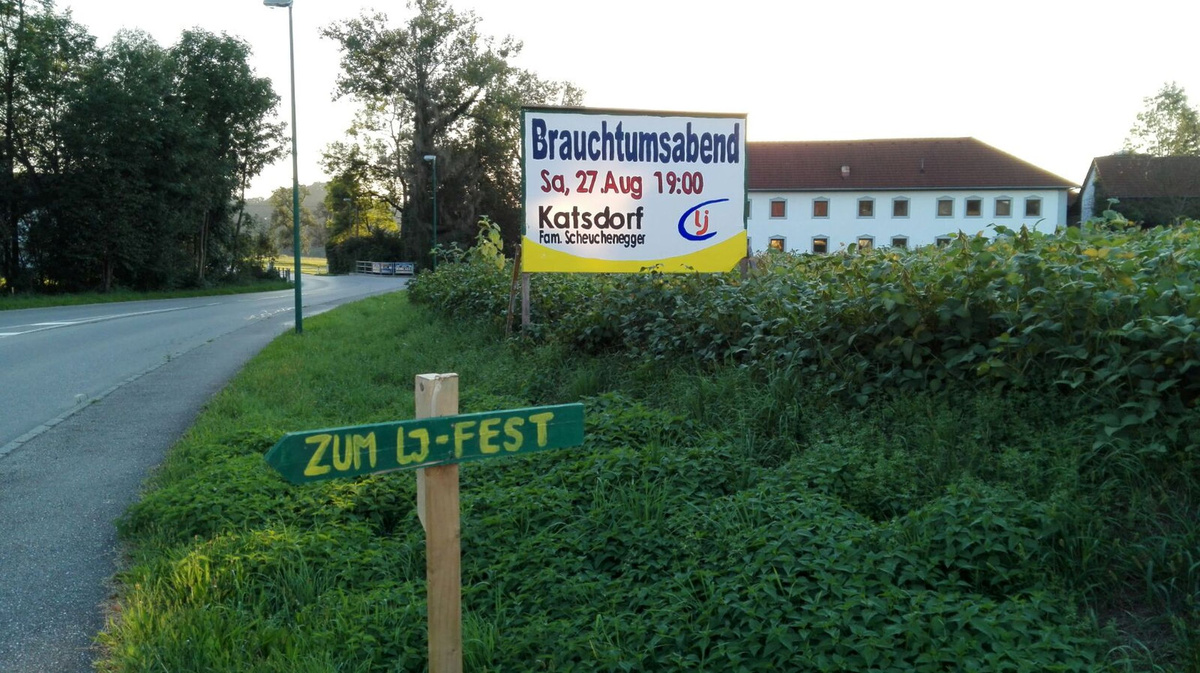 Brauchtumsabend
Sa, 27.Aug 19:00
Katsdorf
Fam. Scheuchenegger
lj
ZUM LJ-FEST